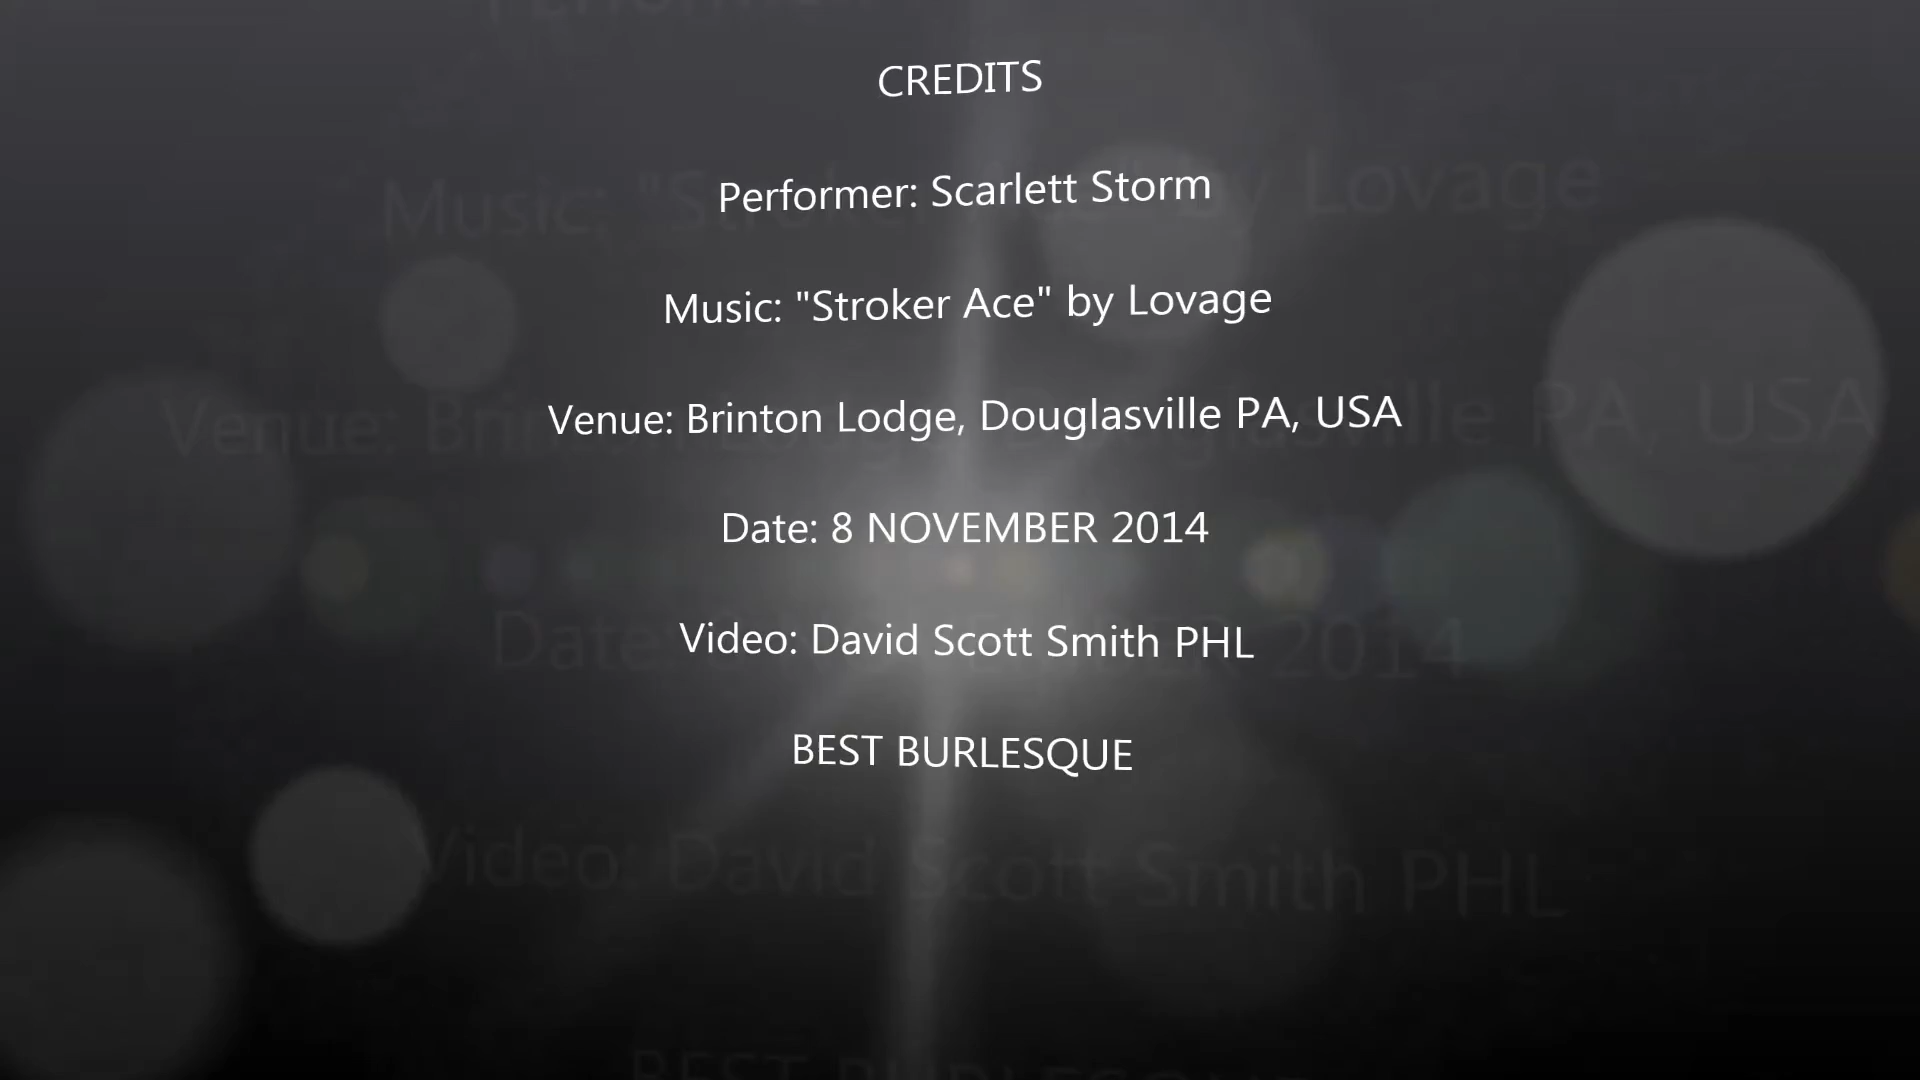 CREDITS
Performer: Scarlett Storm
Music: "Stroker Ace" by Lovage
Venue: Brinton Lodge, Douglasville PA, USA
Date: 8 NOVEMBER 2014
Video: David Scott Smith PHL
BEST BURLESQUE